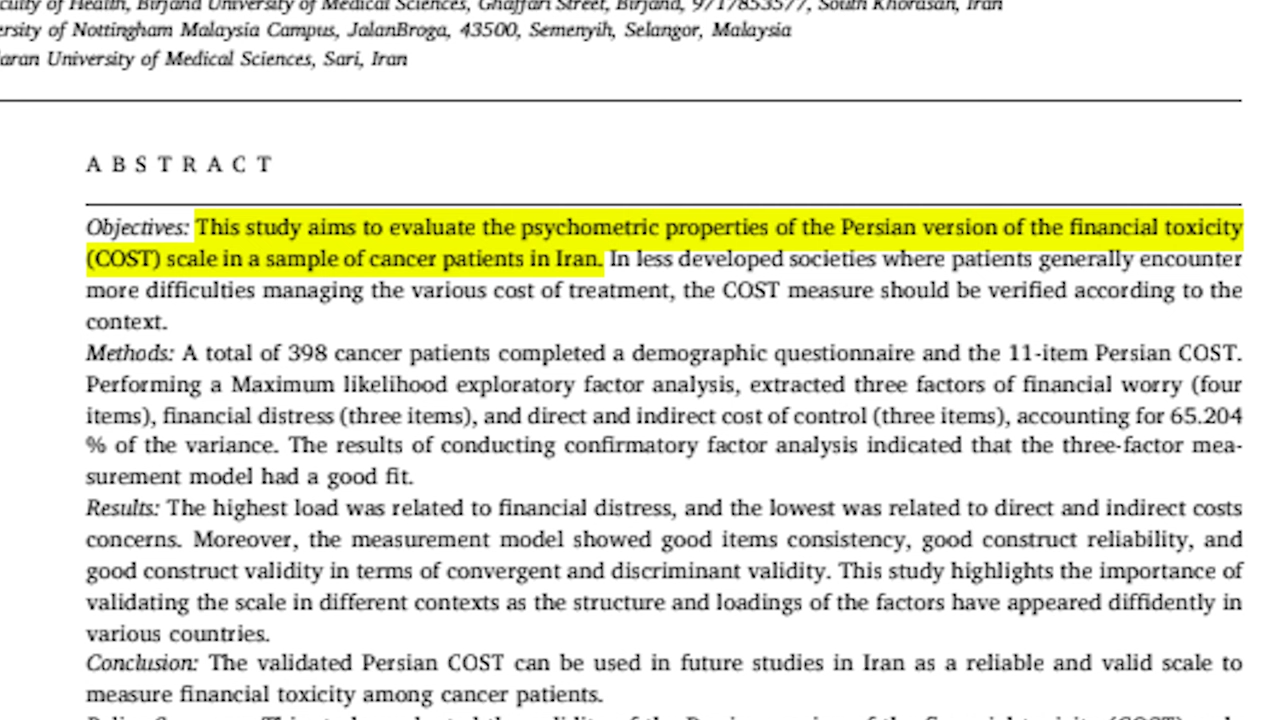 culty of Health, Birjand University of Medical Sciences, Ghaffari Street, Birjand, 9717853577, South Khorasan, Iran
ersity of Nottingham Malaysia Campus, JalanBroga, 43500, Semenyih, Selangor, Malaysia
aran University of Medical Sciences, Sari, Iran
ABSTRACT
Objectives: This study aims to evaluate the psychometric properties of the Persian version of the financial toxicity
(COST) scale in a sample of cancer patients in Iran. In less developed societies where patients generally encounter
more difficulties managing the various cost of treatment, the COST measure should be verified according to the
context.
Methods: A total of 398 cancer patients completed a demographic questionnaire and the 11-item Persian COST.
Performing a Maximum likelihood exploratory factor analysis, extracted three factors of financial worry (four
items), financial distress (three items), and direct and indirect cost of control (three items), accounting for 65.204
% of the variance. The results of conducting confirmatory factor analysis indicated that the three-factor mea-
surement model had a good fit.
Results: The highest load was related to financial distress, and the lowest was related to direct and indirect costs
concerns. Moreover, the measurement model showed good items consistency, good construct reliability, and
good construct validity in terms of convergent and discriminant validity. This study highlights the importance of
validating the scale in different contexts as the structure and loadings of the factors have appeared diffidently in
various countries.
Conclusion: The validated Persian COST can be used in future studies in Iran as a reliable and valid scale to
measure financial toxicity among cancer patients.